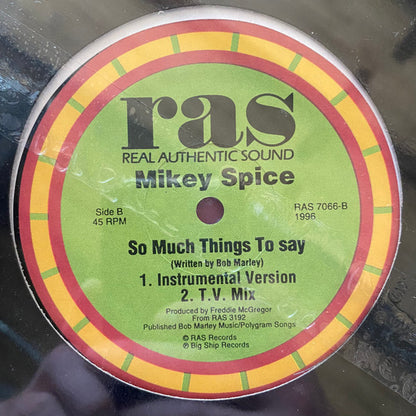 ras
REAL AUTHENTIC SOUND
Mikey Spice
Side B
45 RPM
RAS 7066-B
1996
So Much Things To say
(Written by Bob Marley)
1. Instrumental Version
2. T.V. Mix
Produced by Freddie McGregor
From RAS 3192
Published Bob Marley Music/Polygram Songs
© RAS Records
℗ Big Ship Records